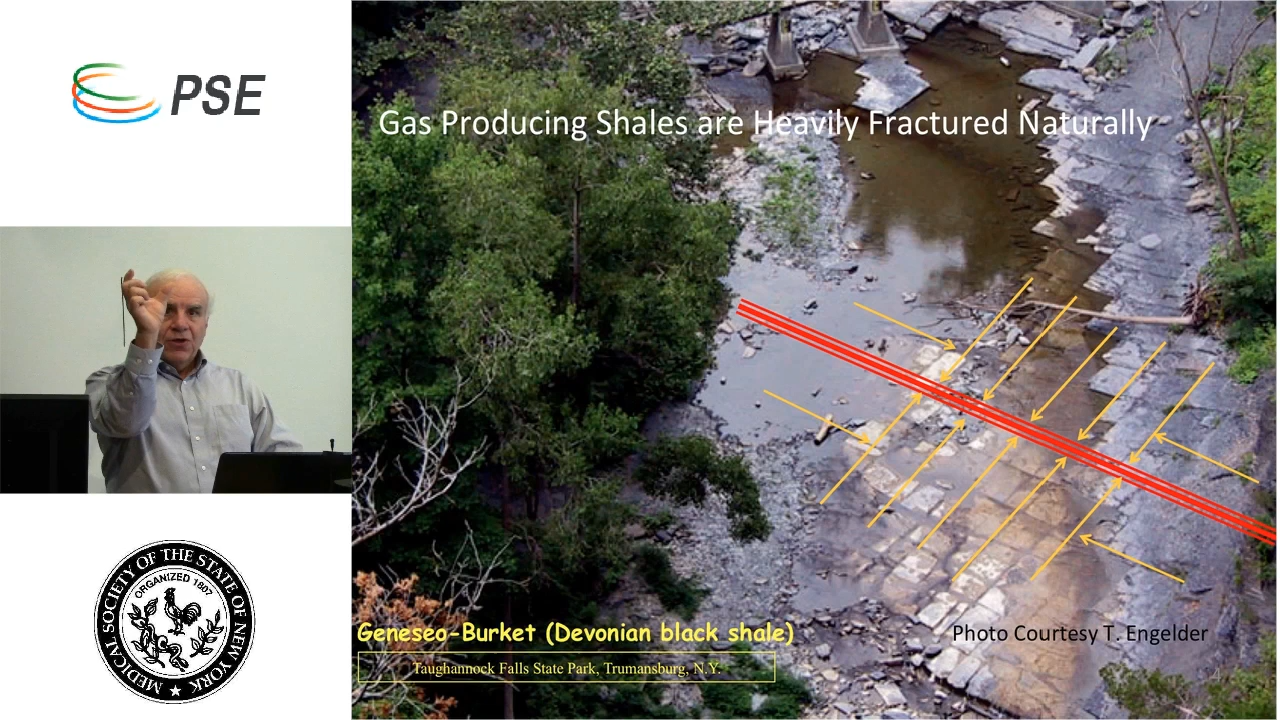 PSE
Gas Producing Shales are Heavily Fractured Naturally
Geneseo-Burket (Devonian black shale)
Taughannock Falls State Park, Trumansburg, N.Y.
Photo Courtesy T. Engelder
MEDICAL SOCIETY OF THE STATE OF NEW YORK
ORGANIZED 1807